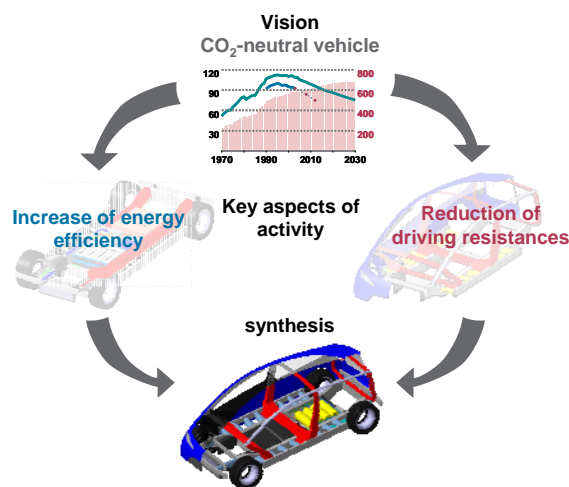 Vision
CO₂-neutral vehicle
120 800
90 600
60 400
30 200
1970 1990 2010 2030
Increase of energy
efficiency
Key aspects of
activity
Reduction of
driving resistances
synthesis